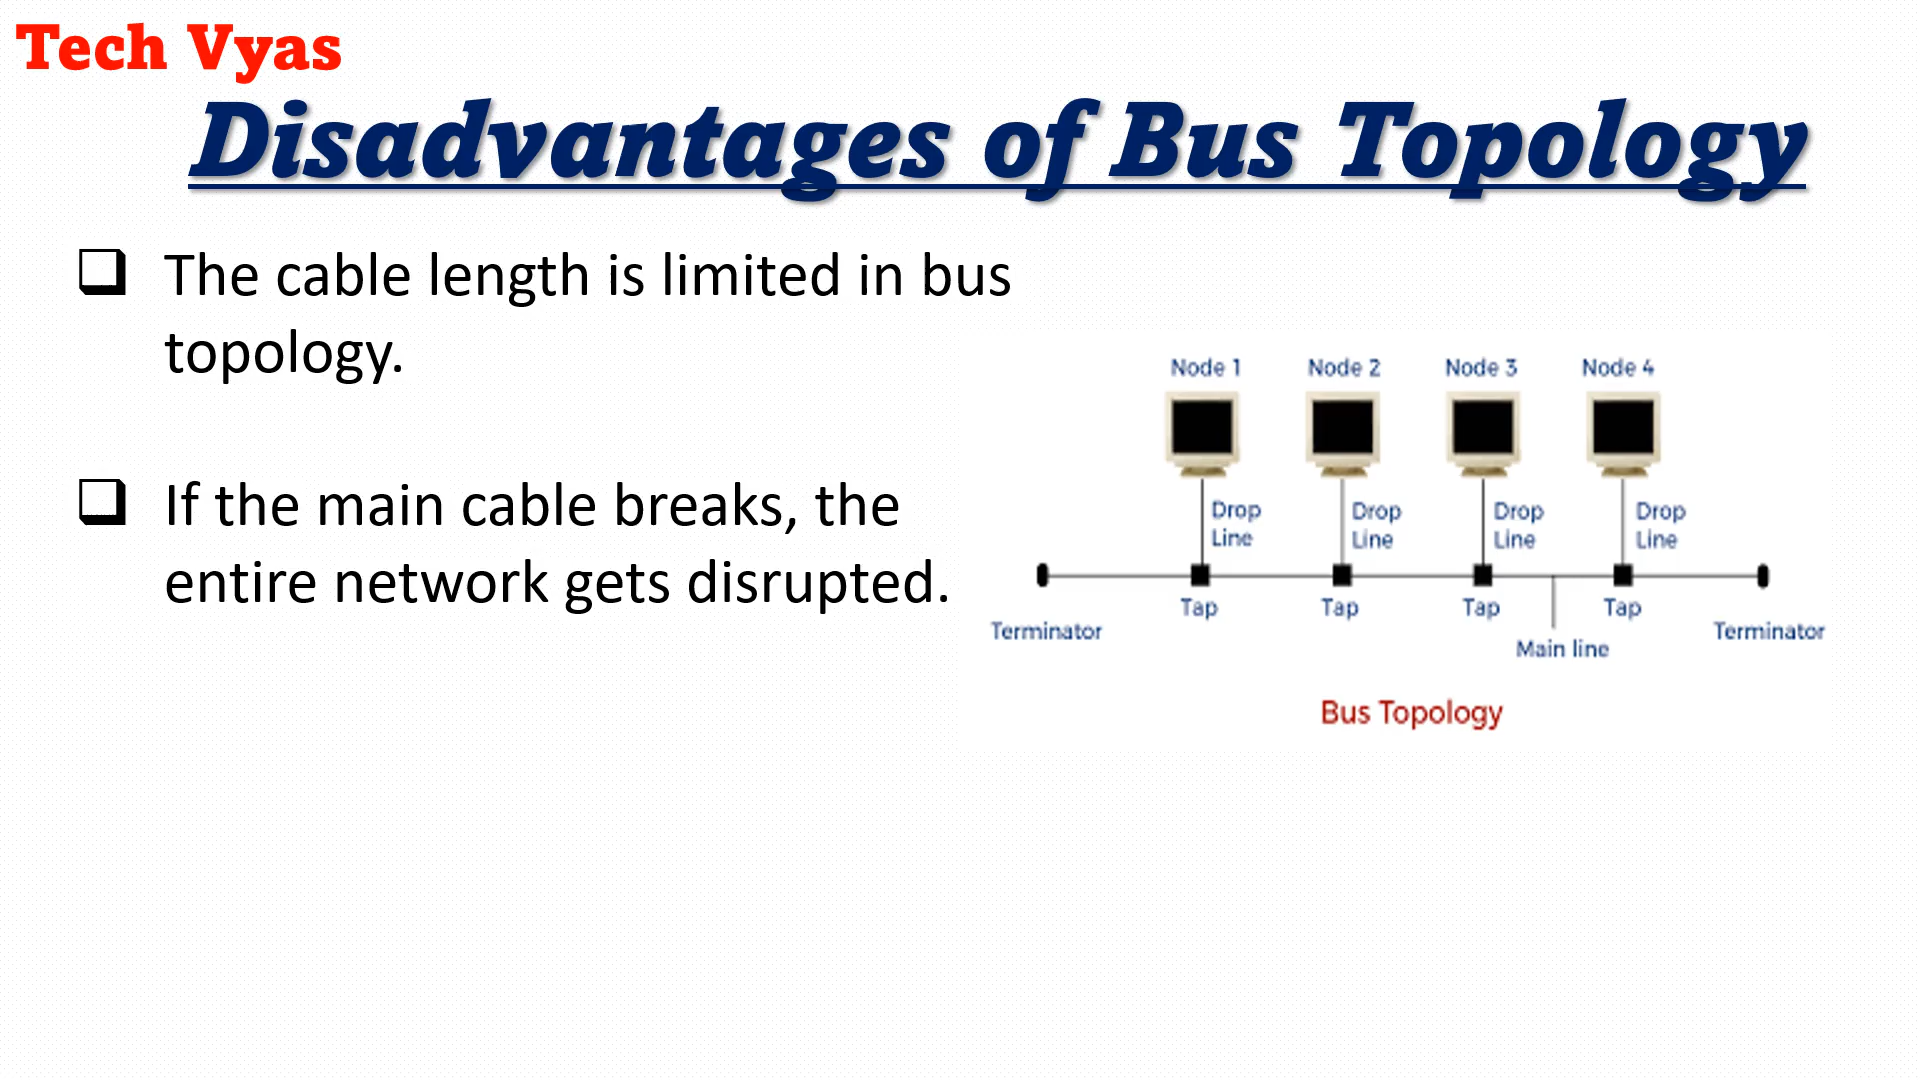 Tech Vyas
Disadvantages of Bus Topology
The cable length is limited in bus
topology.
If the main cable breaks, the
entire network gets disrupted.
Node 1 Node 2 Node 3 Node 4
Drop Drop Drop Drop
Line Line Line Line
Tap Tap Tap Tap
Terminator Terminator
Main line
Bus Topology